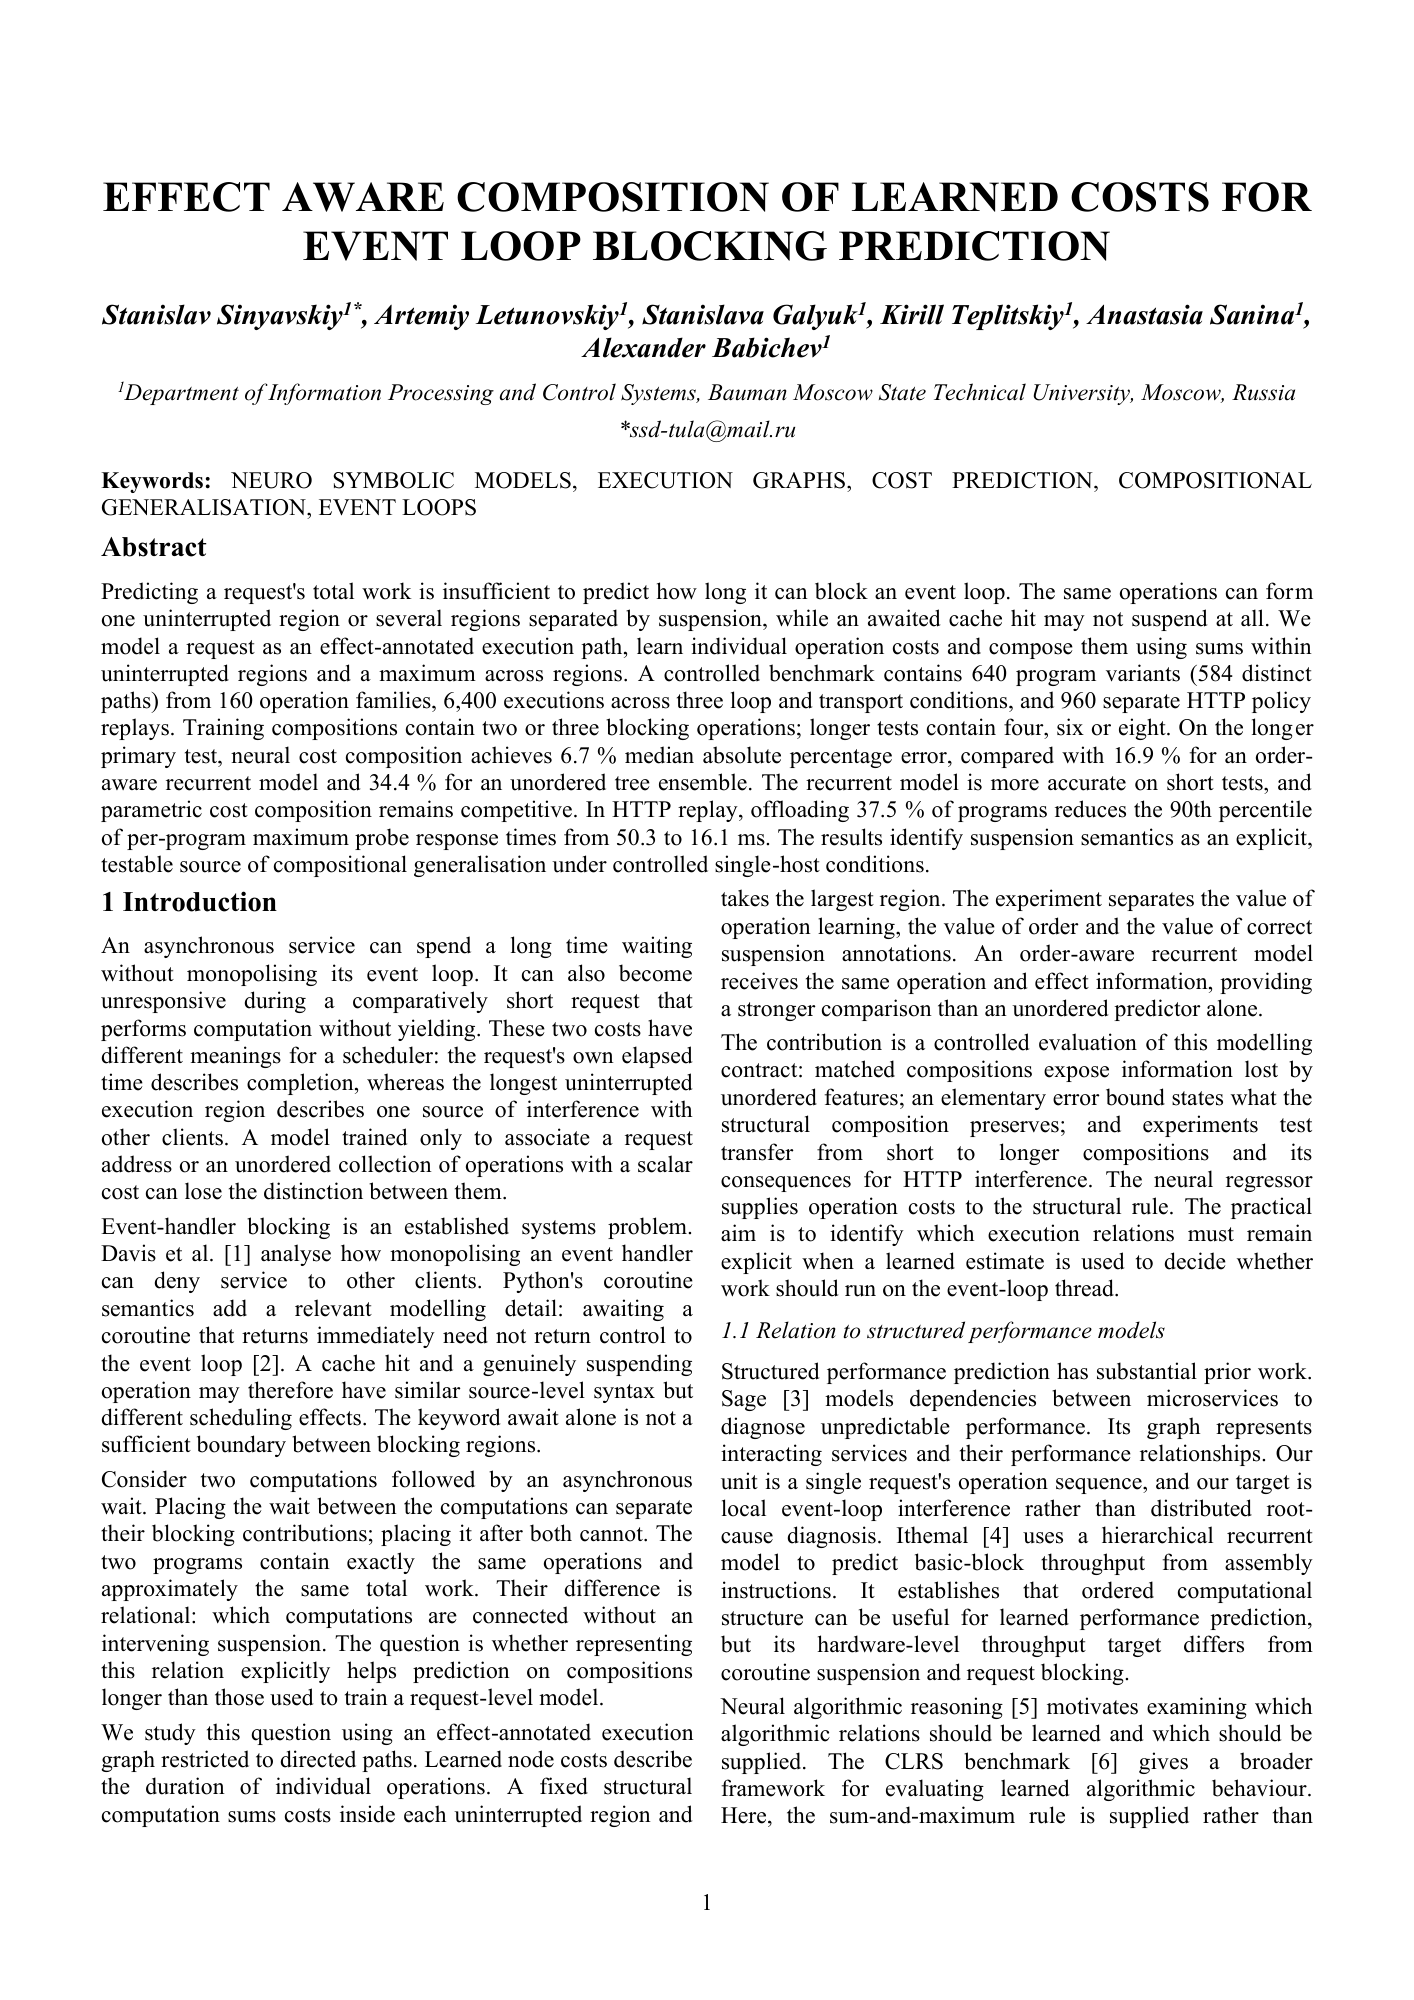 EFFECT AWARE COMPOSITION OF LEARNED COSTS FOR
EVENT LOOP BLOCKING PREDICTION
Stanislav Sinyavskiy1*, Artemiy Letunovskiy1, Stanislava Galyuk1, Kirill Teplitskiy1, Anastasia Sanina1,
Alexander Babichev1
1Department of Information Processing and Control Systems, Bauman Moscow State Technical University, Moscow, Russia
*ssd-tula@mail.ru
Keywords: NEURO SYMBOLIC MODELS, EXECUTION GRAPHS, COST PREDICTION, COMPOSITIONAL
GENERALISATION, EVENT LOOPS
Abstract
Predicting a request's total work is insufficient to predict how long it can block an event loop. The same operations can form
one uninterrupted region or several regions separated by suspension, while an awaited cache hit may not suspend at all. We
model a request as an effect-annotated execution path, learn individual operation costs and compose them using sums within
uninterrupted regions and a maximum across regions. A controlled benchmark contains 640 program variants (584 distinct
paths) from 160 operation families, 6,400 executions across three loop and transport conditions, and 960 separate HTTP policy
replays. Training compositions contain two or three blocking operations; longer tests contain four, six or eight. On the longer
primary test, neural cost composition achieves 6.7 % median absolute percentage error, compared with 16.9 % for an order-
aware recurrent model and 34.4 % for an unordered tree ensemble. The recurrent model is more accurate on short tests, and
parametric cost composition remains competitive. In HTTP replay, offloading 37.5 % of programs reduces the 90th percentile
of per-program maximum probe response times from 50.3 to 16.1 ms. The results identify suspension semantics as an explicit,
testable source of compositional generalisation under controlled single-host conditions.
1 Introduction
An asynchronous service can spend a long time waiting
without monopolising its event loop. It can also become
unresponsive during a comparatively short request that
performs computation without yielding. These two costs have
different meanings for a scheduler: the request's own elapsed
time describes completion, whereas the longest uninterrupted
execution region describes one source of interference with
other clients. A model trained only to associate a request
address or an unordered collection of operations with a scalar
cost can lose the distinction between them.
Event-handler blocking is an established systems problem.
Davis et al. [1] analyse how monopolising an event handler
can deny service to other clients. Python's coroutine
semantics add a relevant modelling detail: awaiting a
coroutine that returns immediately need not return control to
the event loop [2]. A cache hit and a genuinely suspending
operation may therefore have similar source-level syntax but
different scheduling effects. The keyword await alone is not a
sufficient boundary between blocking regions.
Consider two computations followed by an asynchronous
wait. Placing the wait between the computations can separate
their blocking contributions; placing it after both cannot. The
two programs contain exactly the same operations and
approximately the same total work. Their difference is
relational: which computations are connected without an
intervening suspension. The question is whether representing
this relation explicitly helps prediction on compositions
longer than those used to train a request-level model.
We study this question using an effect-annotated execution
graph restricted to directed paths. Learned node costs describe
the duration of individual operations. A fixed structural
computation sums costs inside each uninterrupted region and
takes the largest region. The experiment separates the value of
operation learning, the value of order and the value of correct
suspension annotations. An order-aware recurrent model
receives the same operation and effect information, providing
a stronger comparison than an unordered predictor alone.
The contribution is a controlled evaluation of this modelling
contract: matched compositions expose information lost by
unordered features; an elementary error bound states what the
structural composition preserves; and experiments test
transfer from short to longer compositions and its
consequences for HTTP interference. The neural regressor
supplies operation costs to the structural rule. The practical
aim is to identify which execution relations must remain
explicit when a learned estimate is used to decide whether
work should run on the event-loop thread.
1.1 Relation to structured performance models
Structured performance prediction has substantial prior work.
Sage [3] models dependencies between microservices to
diagnose unpredictable performance. Its graph represents
interacting services and their performance relationships. Our
unit is a single request's operation sequence, and our target is
local event-loop interference rather than distributed root-
cause diagnosis. Ithemal [4] uses a hierarchical recurrent
model to predict basic-block throughput from assembly
instructions. It establishes that ordered computational
structure can be useful for learned performance prediction,
but its hardware-level throughput target differs from
coroutine suspension and request blocking.
Neural algorithmic reasoning [5] motivates examining which
algorithmic relations should be learned and which should be
supplied. The CLRS benchmark [6] gives a broader
framework for evaluating learned algorithmic behaviour.
Here, the sum-and-maximum rule is supplied rather than
1